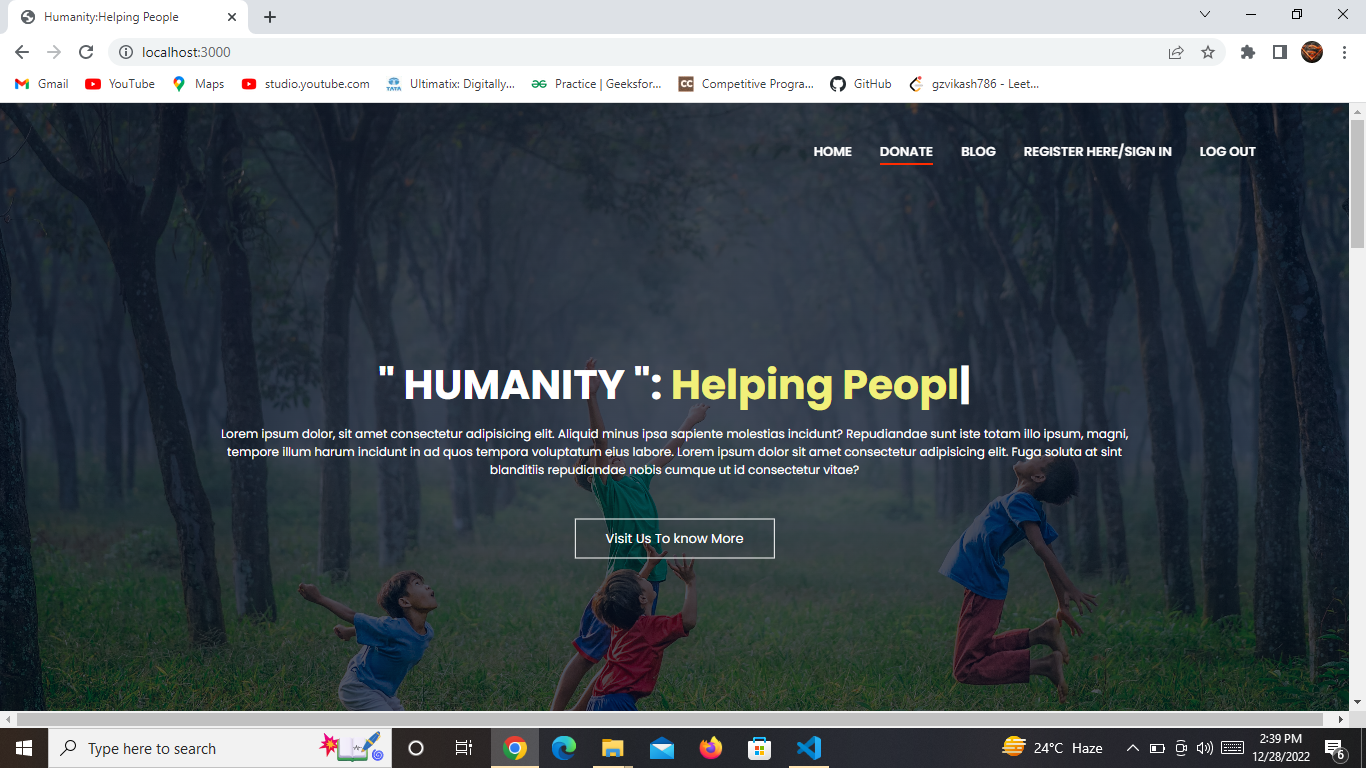 Humanity:Helping People
localhost:3000
Gmail
YouTube
Maps
studio.youtube.com
Ultimatix: Digitally...
Practice | Geeksfor...
Competitive Progra...
GitHub
gzvikash786 - Leet...
HOME
DONATE
BLOG
REGISTER HERE/SIGN IN
LOG OUT
" HUMANITY ": Helping Peopl|
Lorem ipsum dolor, sit amet consectetur adipisicing elit. Aliquid minus ipsa sapiente molestias incidunt? Repudiandae sunt iste totam illo ipsum, magni,
tempore illum harum incidunt in ad quos tempora voluptatum eius labore. Lorem ipsum dolor sit amet consectetur adipisicing elit. Fuga soluta at sint
blanditiis repudiandae nobis cumque ut id consectetur vitae?
Visit Us To know More
Type here to search
24°C Haze
2:39 PM
12/28/2022
6